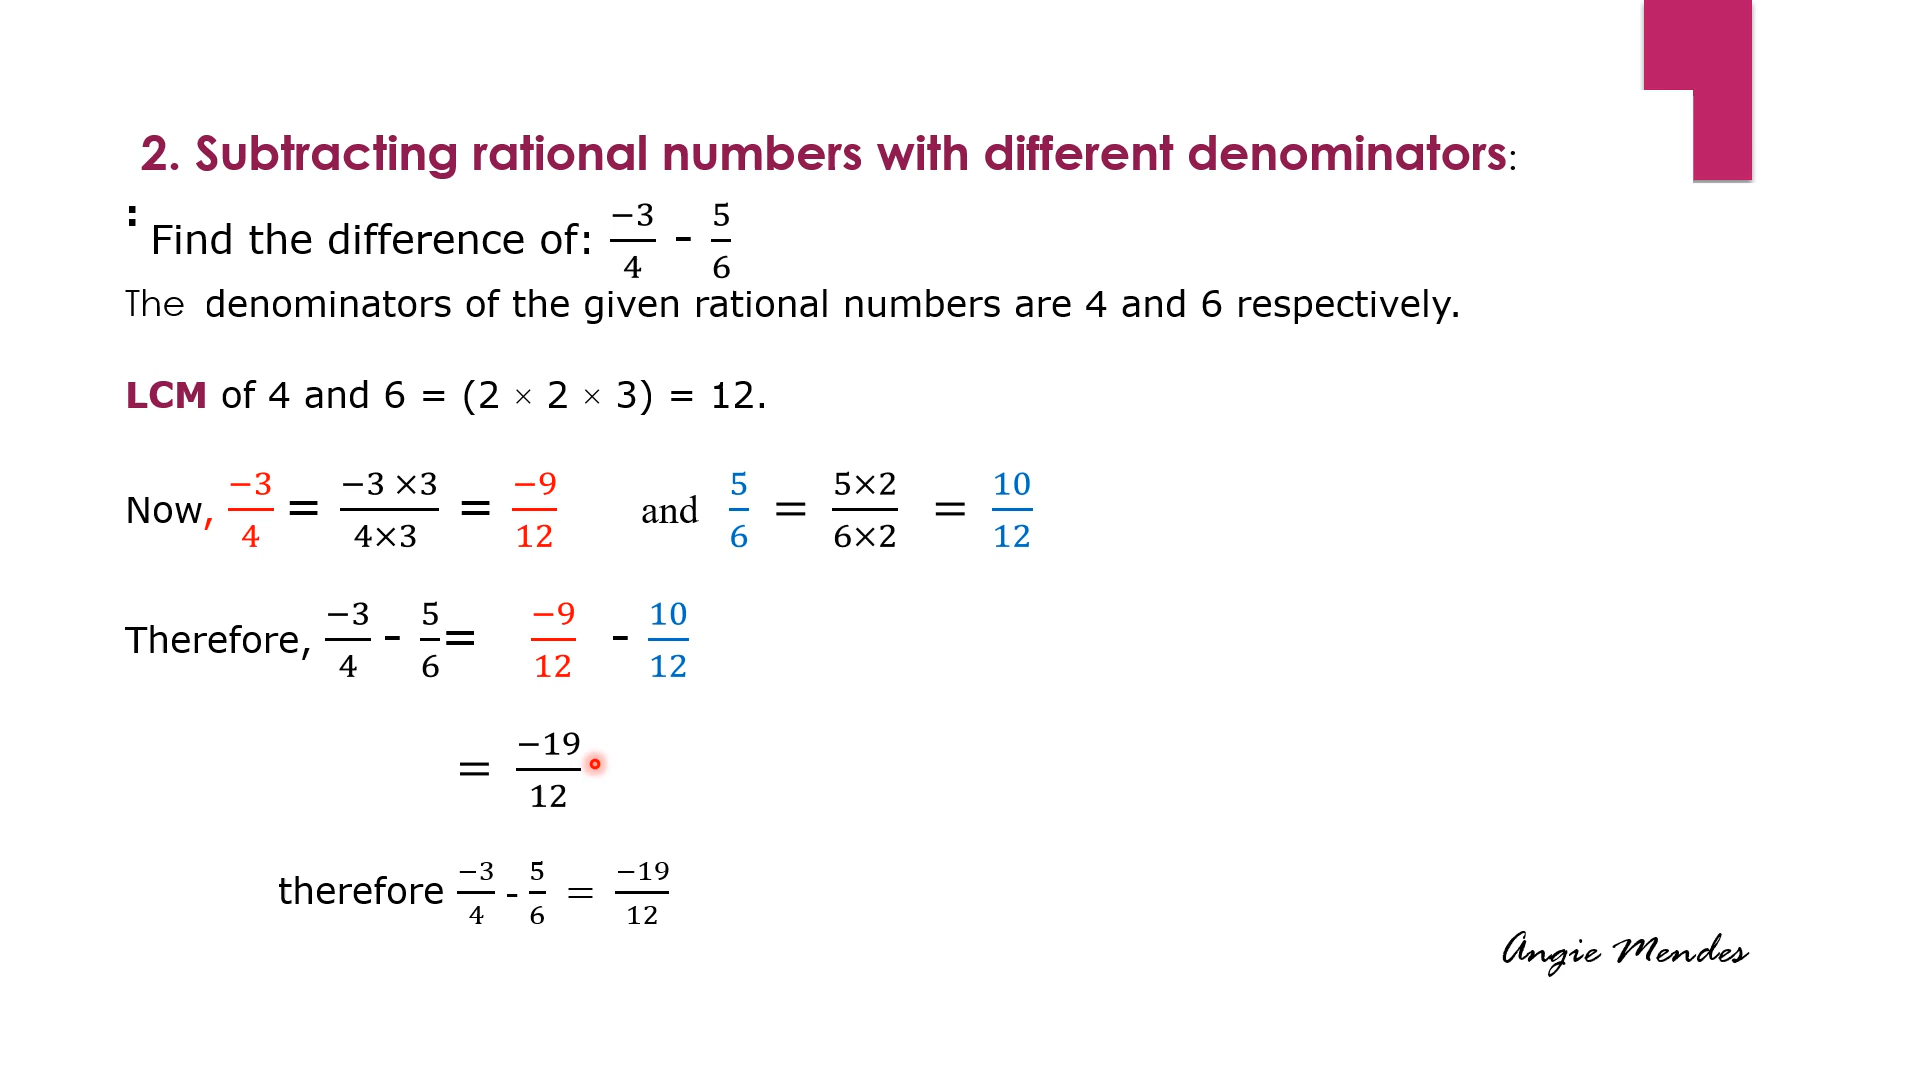 2. Subtracting rational numbers with different denominators:
: Find the difference of: −3/4 - 5/6
The denominators of the given rational numbers are 4 and 6 respectively.
LCM of 4 and 6 = (2 × 2 × 3) = 12.
Now, −3/4 = −3 ×3/4×3 = −9/12 and 5/6 = 5×2/6×2 = 10/12
Therefore, −3/4 - 5/6 = −9/12 - 10/12
= −19/12
therefore −3/4 - 5/6 = −19/12
Angie Mendes